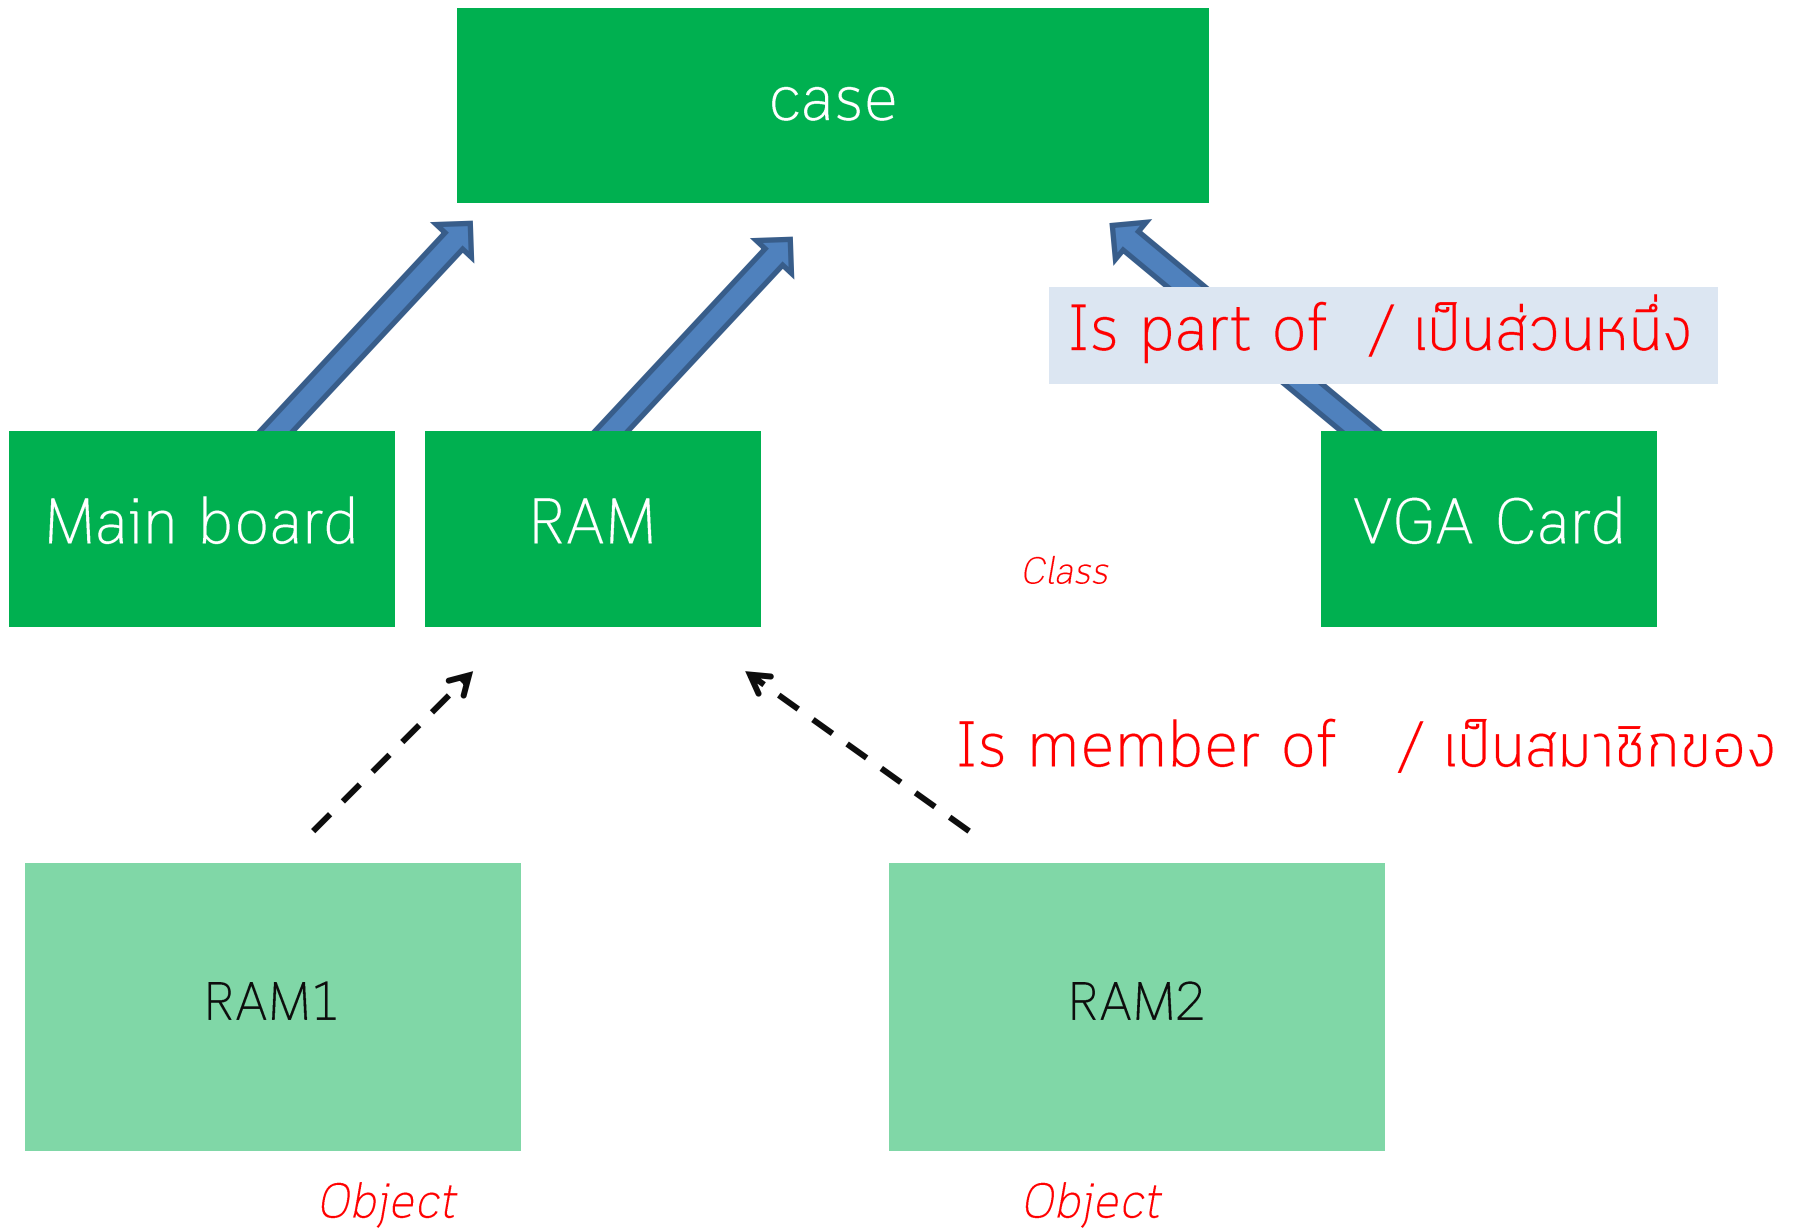 case
Is part of / เป็นส่วนหนึ่ง
Main board
RAM
VGA Card
Class
Is member of / เป็นสมาชิกของ
RAM1
RAM2
Object
Object